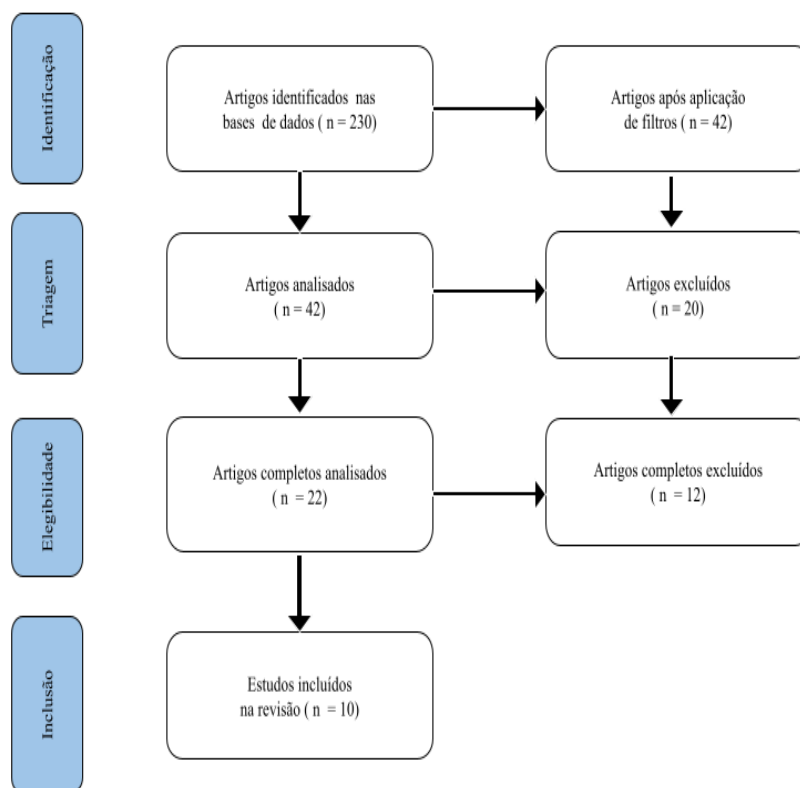 Identificação
Artigos identificados nas
bases de dados ( n = 230)
Artigos após aplicação
de filtros ( n = 42)
Triagem
Artigos analisados
( n = 42)
Artigos excluídos
( n = 20)
Elegibilidade
Artigos completos analisados
( n = 22)
Artigos completos excluídos
( n = 12)
Inclusão
Estudos incluídos
na revisão ( n = 10)